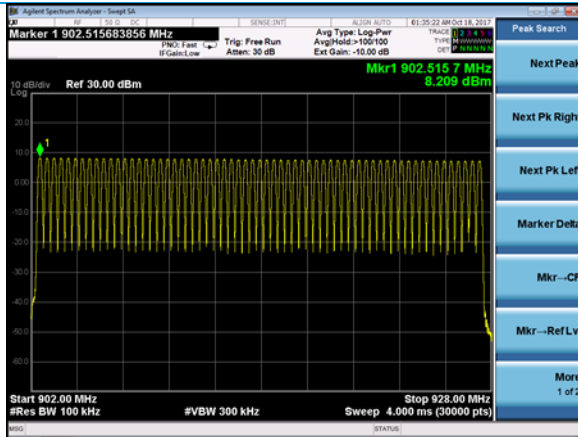 Agilent Spectrum Analyzer - Swept SA
RF 50 Ω DC SENSE:INT ALIGN AUTO 01:35:22 AM Oct 18, 2017
Marker 1 902.515683856 MHz
PNO: Fast
IFGain:Low
Trig: Free Run
Atten: 30 dB
Avg Type: Log-Pwr
Avg|Hold:>100/100
Ext Gain: -10.00 dB
TRACE 1 2 3 4 5 6
TYPE
DET P N N N N N
Mkr1 902.515 7 MHz
8.209 dBm
10 dB/div Ref 30.00 dBm
Log
1
20.0
10.0
0.00
-10.0
-20.0
-30.0
-40.0
-50.0
-60.0
Start 902.00 MHz
Stop 928.00 MHz
#Res BW 100 kHz
#VBW 300 kHz
Sweep 4.000 ms (30000 pts)
MSG
STATUS
Peak Search
Next Peak
Next Pk Right
Next Pk Left
Marker Delta
Mkr→CF
Mkr→Ref Lv
More
1 of 2